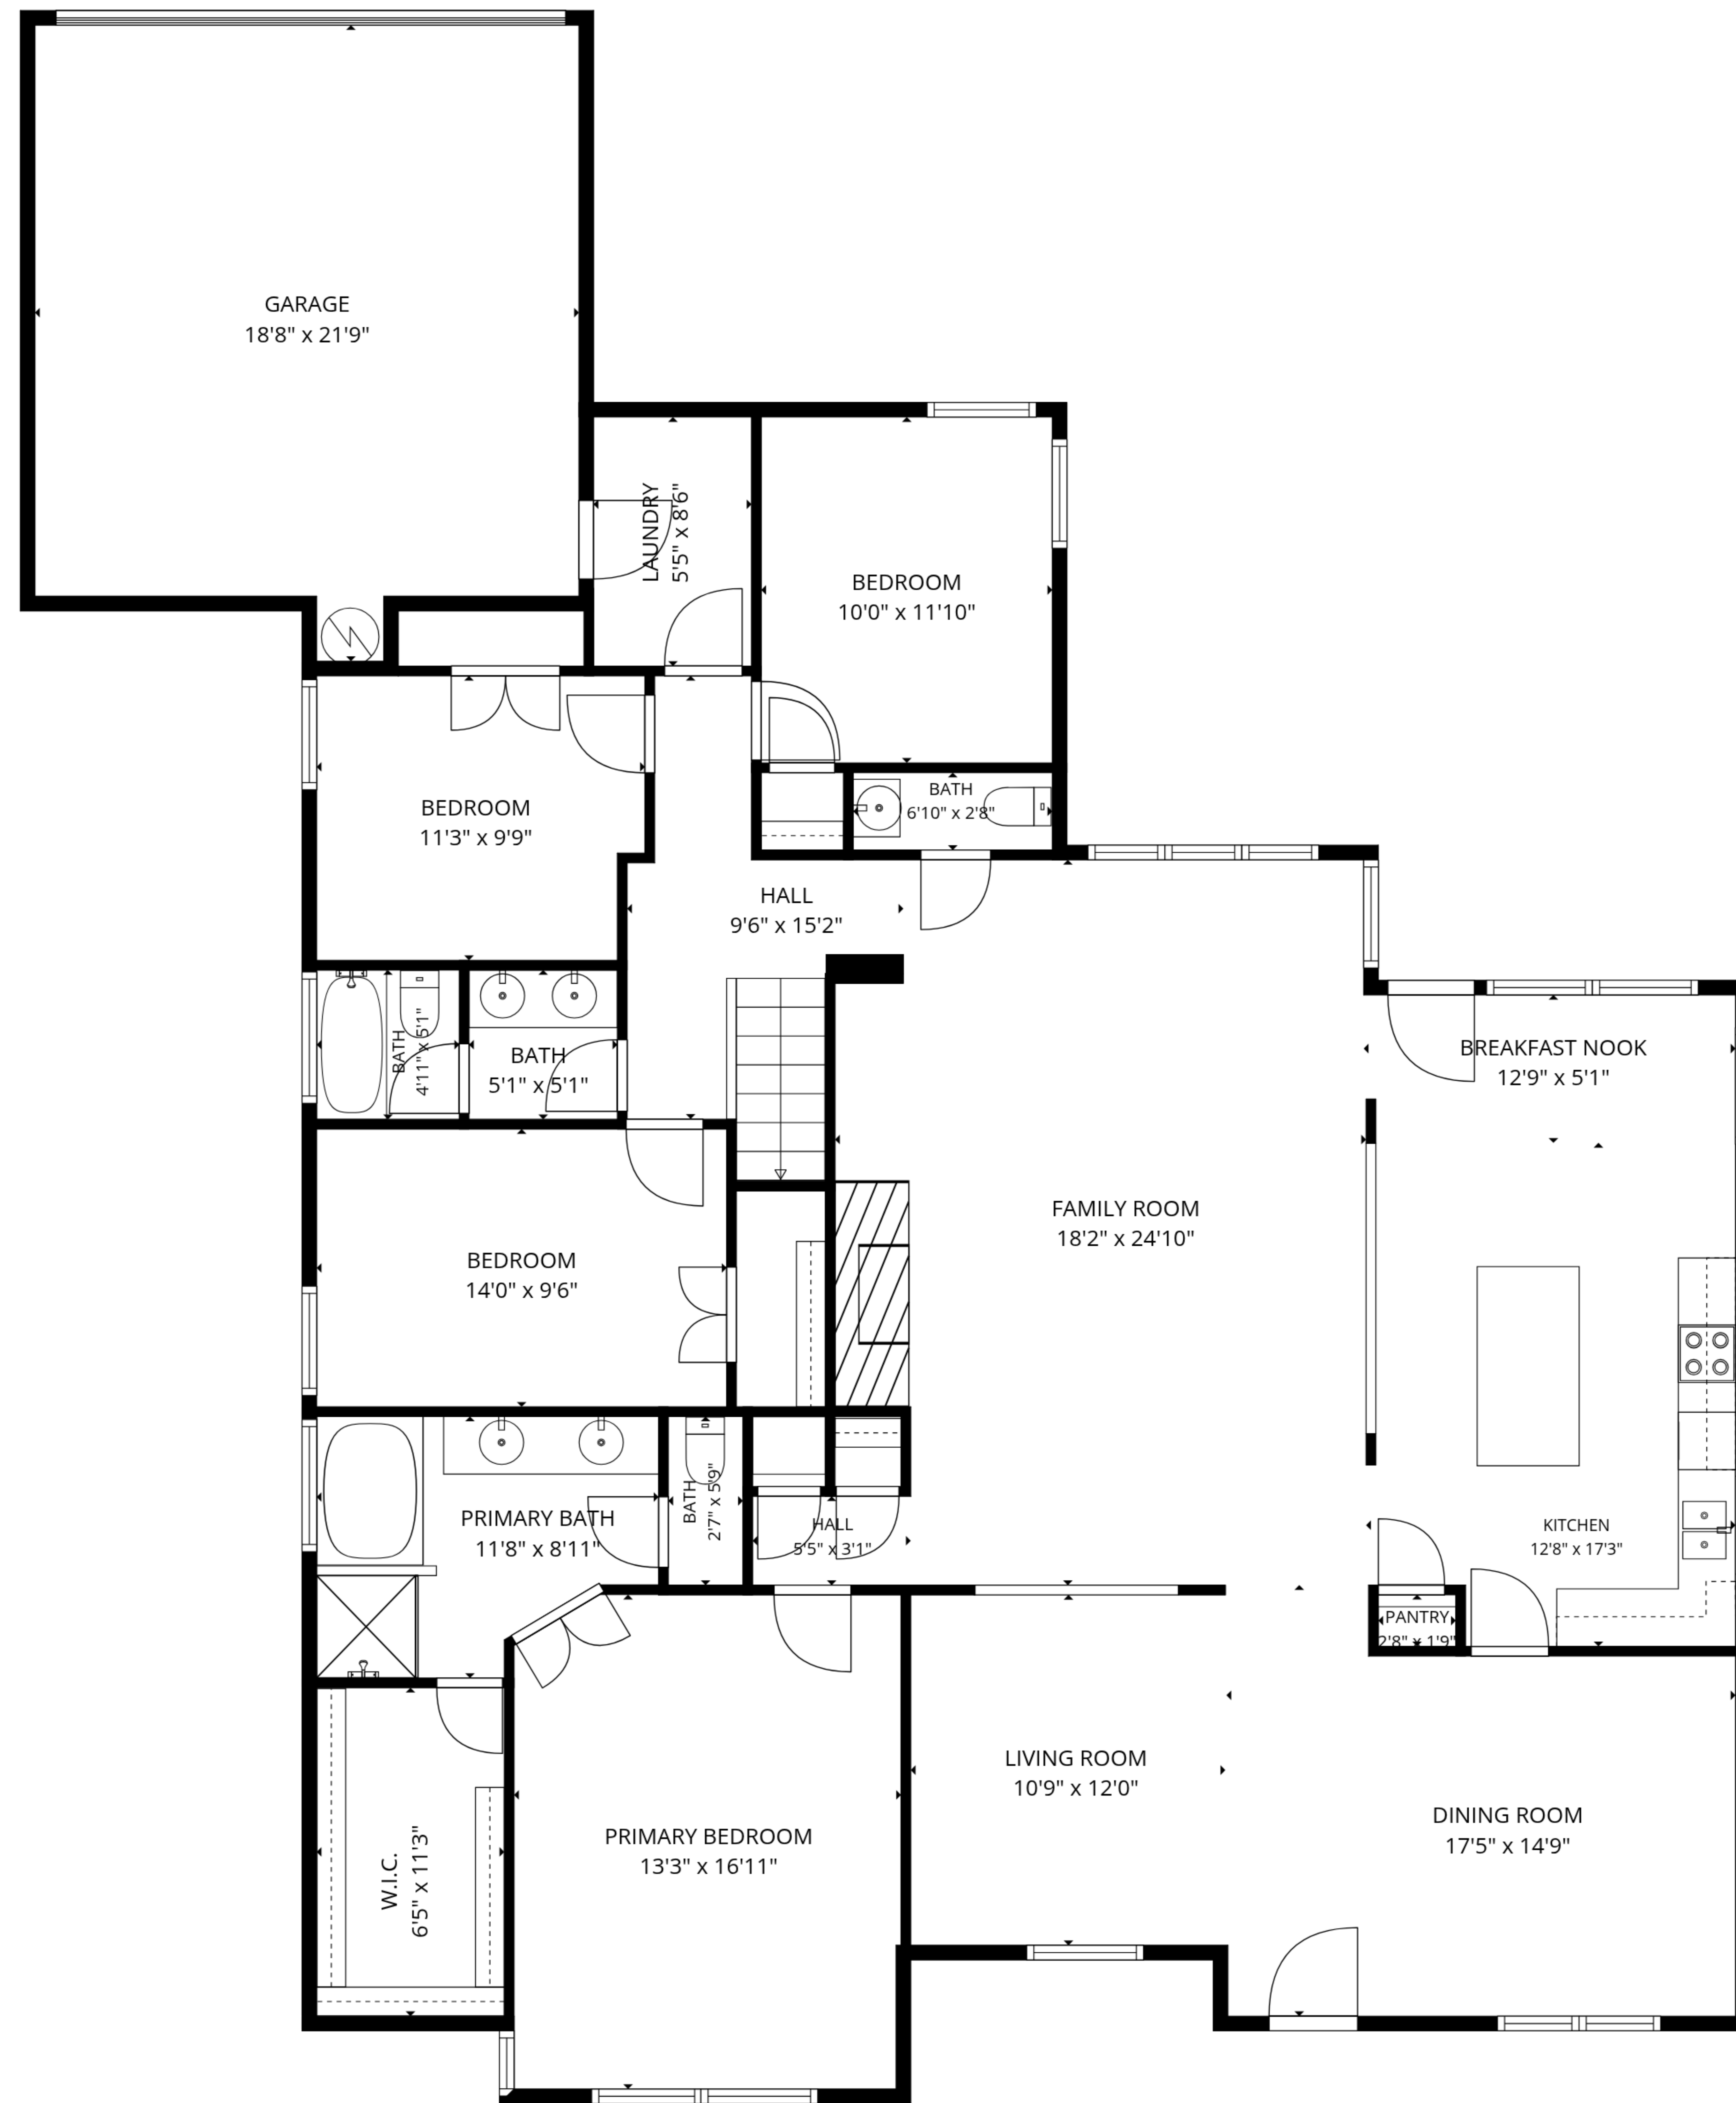 GARAGE
18'8" x 21'9"
LAUNDRY
5'5" x 8'6"
BEDROOM
10'0" x 11'10"
BATH
6'10" x 2'8"
BEDROOM
11'3" x 9'9"
HALL
9'6" x 15'2"
BATH
4'11" x 5'1"
BATH
5'1" x 5'1"
BREAKFAST NOOK
12'9" x 5'1"
FAMILY ROOM
18'2" x 24'10"
BEDROOM
14'0" x 9'6"
PRIMARY BATH
11'8" x 8'11"
BATH
2'7" x 5'9"
HALL
5'5" x 3'1"
KITCHEN
12'8" x 17'3"
PANTRY
2'8" x 1'9"
LIVING ROOM
10'9" x 12'0"
DINING ROOM
17'5" x 14'9"
PRIMARY BEDROOM
13'3" x 16'11"
W.I.C.
6'5" x 11'3"